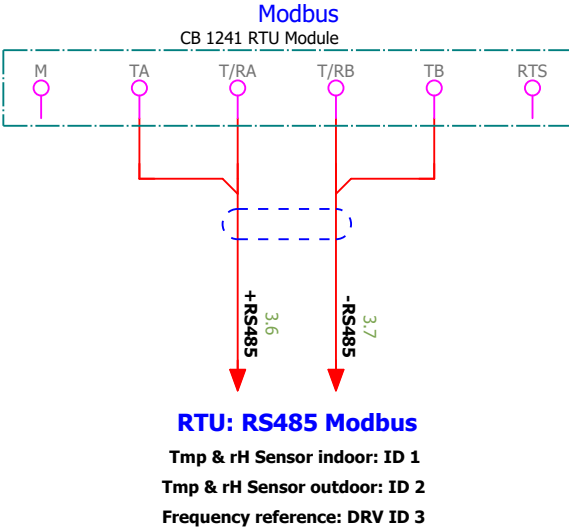 Modbus
CB 1241 RTU Module
M TA T/RA T/RB TB RTS
+RS485 3.6 -RS485 3.7
RTU: RS485 Modbus
Tmp & rH Sensor indoor: ID 1
Tmp & rH Sensor outdoor: ID 2
Frequency reference: DRV ID 3